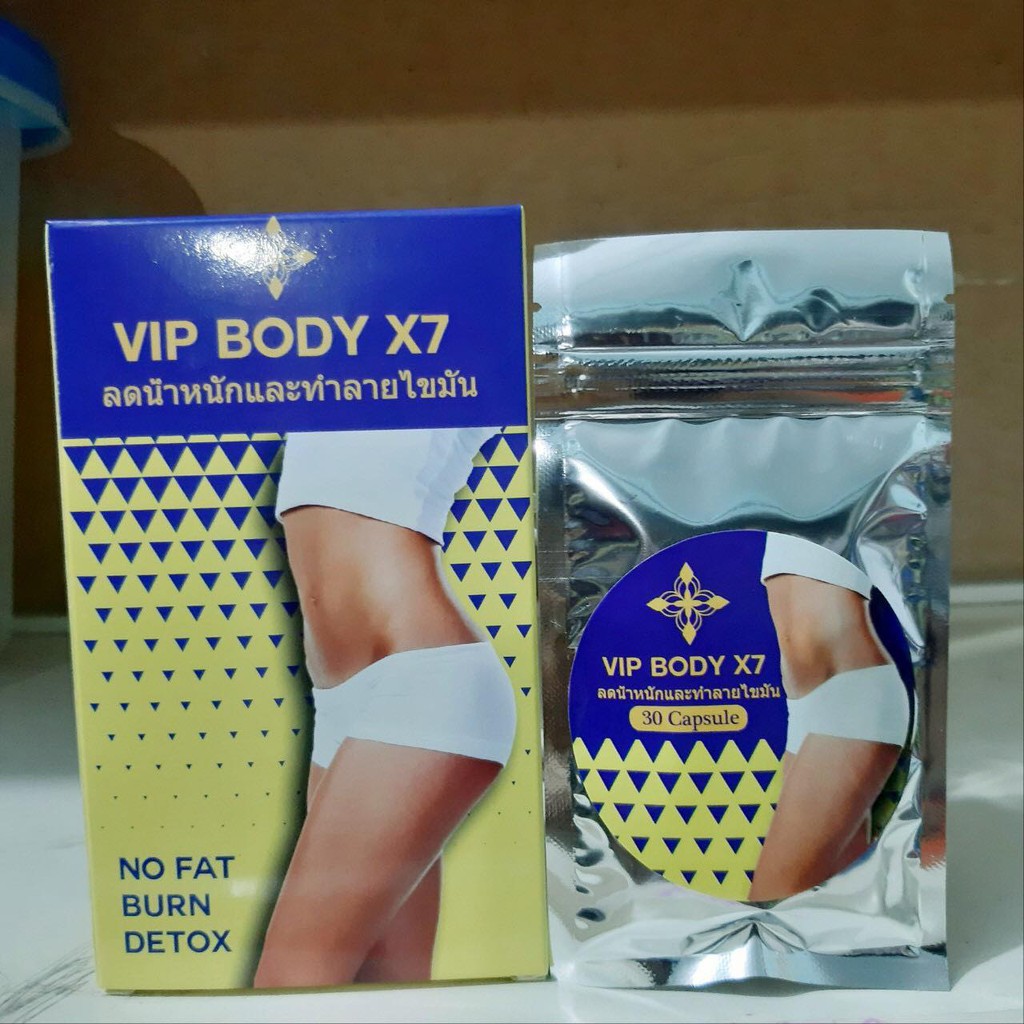 VIP BODY X7
ลดน้ำหนักและทำลายไขมัน
NO FAT
BURN
DETOX
VIP BODY X7
ลดน้ำหนักและทำลายไขมัน
30 Capsule